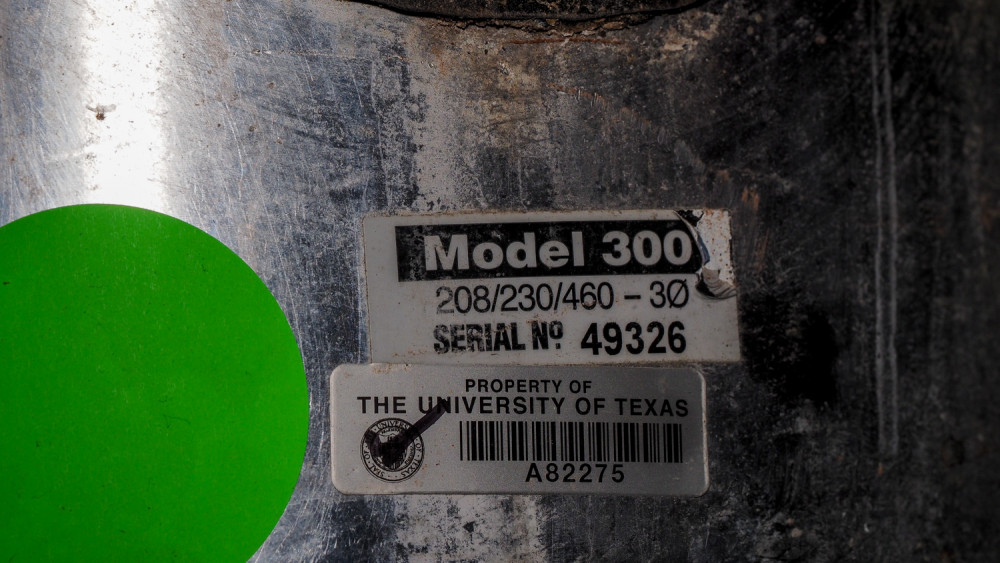 Model 300
208/230/460 - 3Ø
SERIAL Nº 49326
PROPERTY OF
THE UNIVERSITY OF TEXAS
A82275